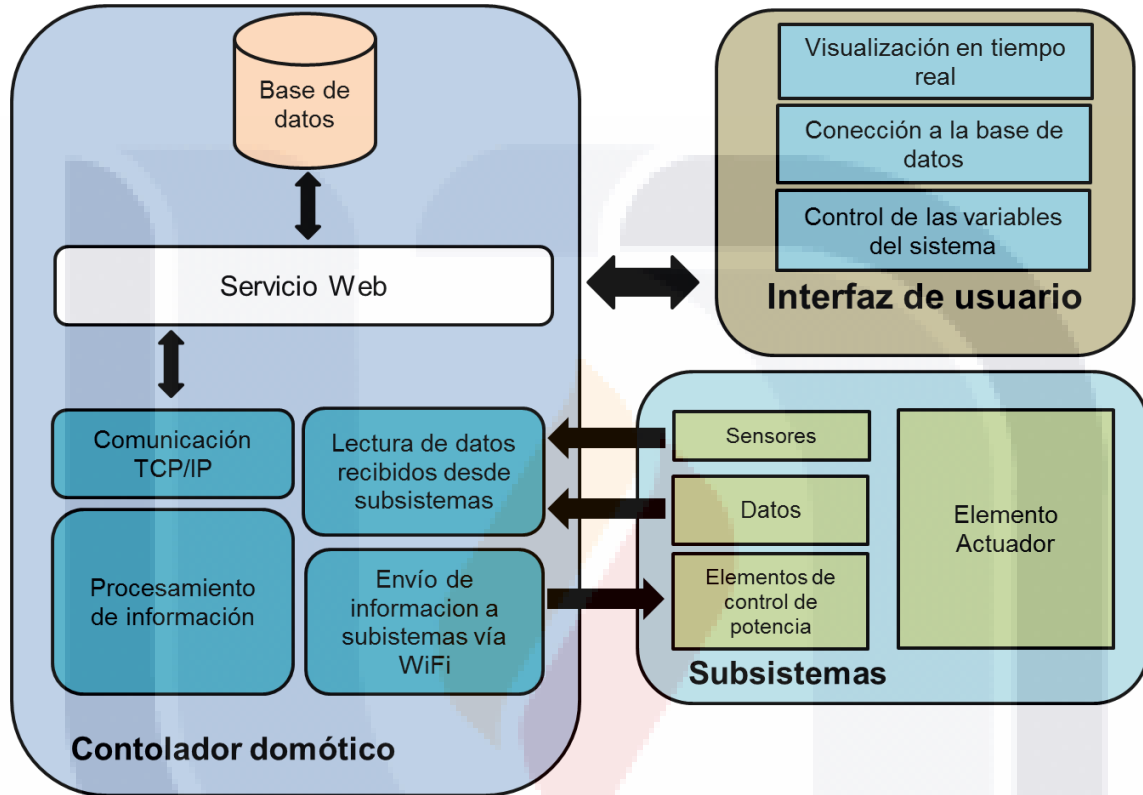 Base de
datos
Servicio Web
Comunicación
TCP/IP
Lectura de datos
recibidos desde
subsistemas
Procesamiento
de información
Envío de
informacion a
subistemas vía
WiFi
Contolador domótico
Visualización en tiempo
real
Conección a la base de
datos
Control de las variables
del sistema
Interfaz de usuario
Sensores
Datos
Elementos de
control de
potencia
Elemento
Actuador
Subsistemas